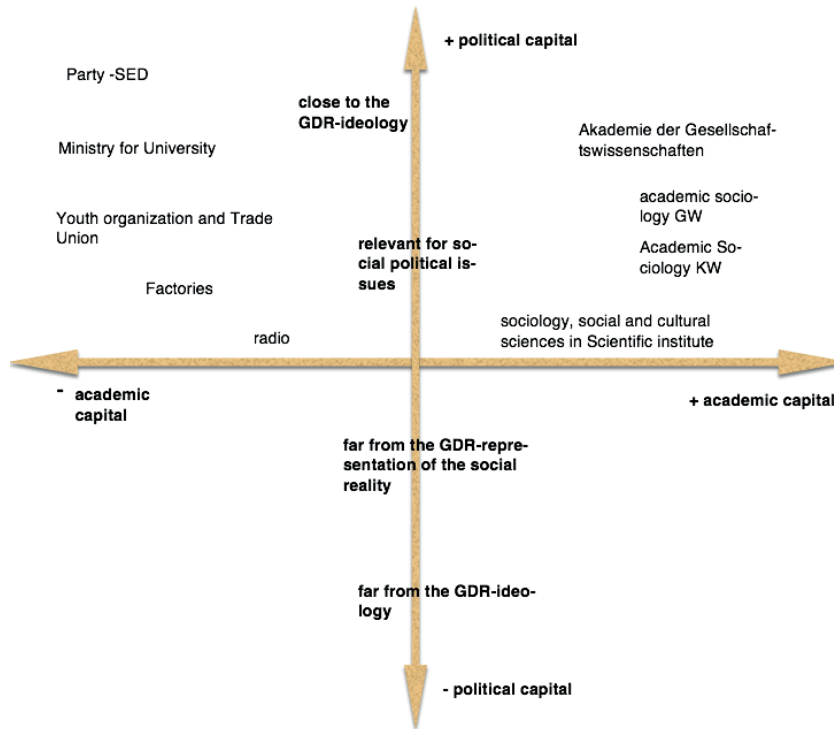 + political capital
Party -SED
close to the
GDR-ideology
Akademie der Gesellschaf-
tswissenschaften
Ministry for University
academic socio-
logy GW
Youth organization and Trade
Union
relevant for so-
cial political is-
sues
Academic So-
ciology KW
Factories
radio
sociology, social and cultural
sciences in Scientific institute
- academic
capital
+ academic capital
far from the GDR-repre-
sentation of the social
reality
far from the GDR-ideo-
logy
- political capital